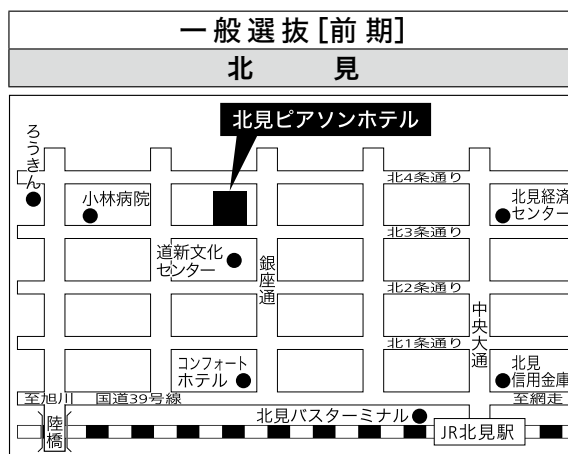 一般選抜［前期］
北 見
北見ピアソンホテル
ろうきん
北4条通り
小林病院
北見経済
センター
北3条通り
道新文化
センター
銀座通
北2条通り
中央大通
北1条通り
コンフォート
ホテル
北見
信用金庫
至旭川 国道39号線
至網走
陸橋
北見バスターミナル
JR北見駅